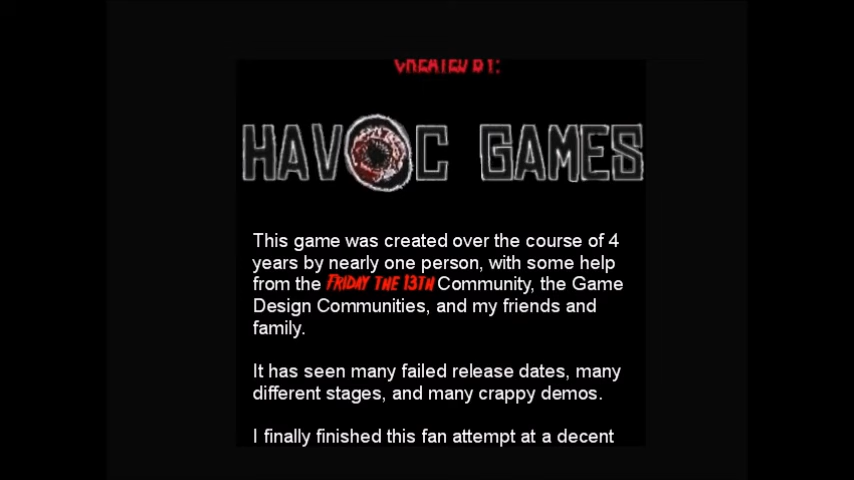 CREATED BY:
HAVOC GAMES
This game was created over the course of 4
years by nearly one person, with some help
from the FRIDAY THE 13TH Community, the Game
Design Communities, and my friends and
family.
It has seen many failed release dates, many
different stages, and many crappy demos.
I finally finished this fan attempt at a decent